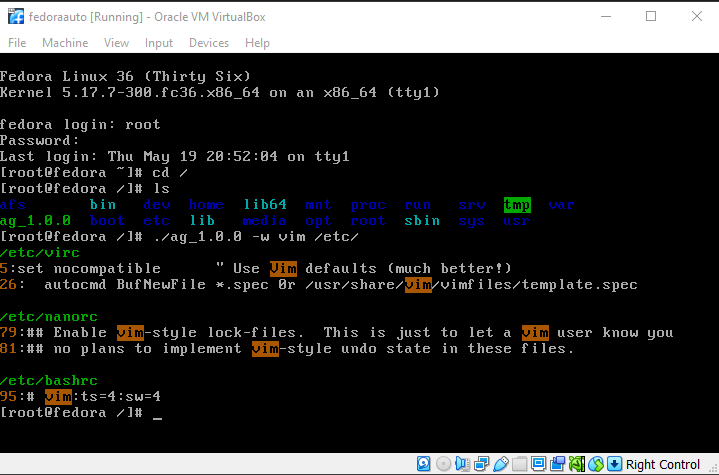 fedoraauto [Running] - Oracle VM VirtualBox
File Machine View Input Devices Help
Fedora Linux 36 (Thirty Six)
Kernel 5.17.7-300.fc36.x86_64 on an x86_64 (tty1)
fedora login: root
Password:
Last login: Thu May 19 20:52:04 on tty1
[root@fedora ~]# cd /
[root@fedora /]# ls
afs bin dev home lib64 mnt proc run srv tmp var
ag_1.0.0 boot etc lib media opt root sbin sys usr
[root@fedora /]# ./ag_1.0.0 -w vim /etc/
/etc/virc
5:set nocompatible " Use Vim defaults (much better!)
26: autocmd BufNewFile *.spec 0r /usr/share/vim/vimfiles/template.spec
/etc/nanorc
79:## Enable vim-style lock-files. This is just to let a vim user know you
81:## no plans to implement vim-style undo state in these files.
/etc/bashrc
95:# vim:ts=4:sw=4
[root@fedora /]# _
Right Control